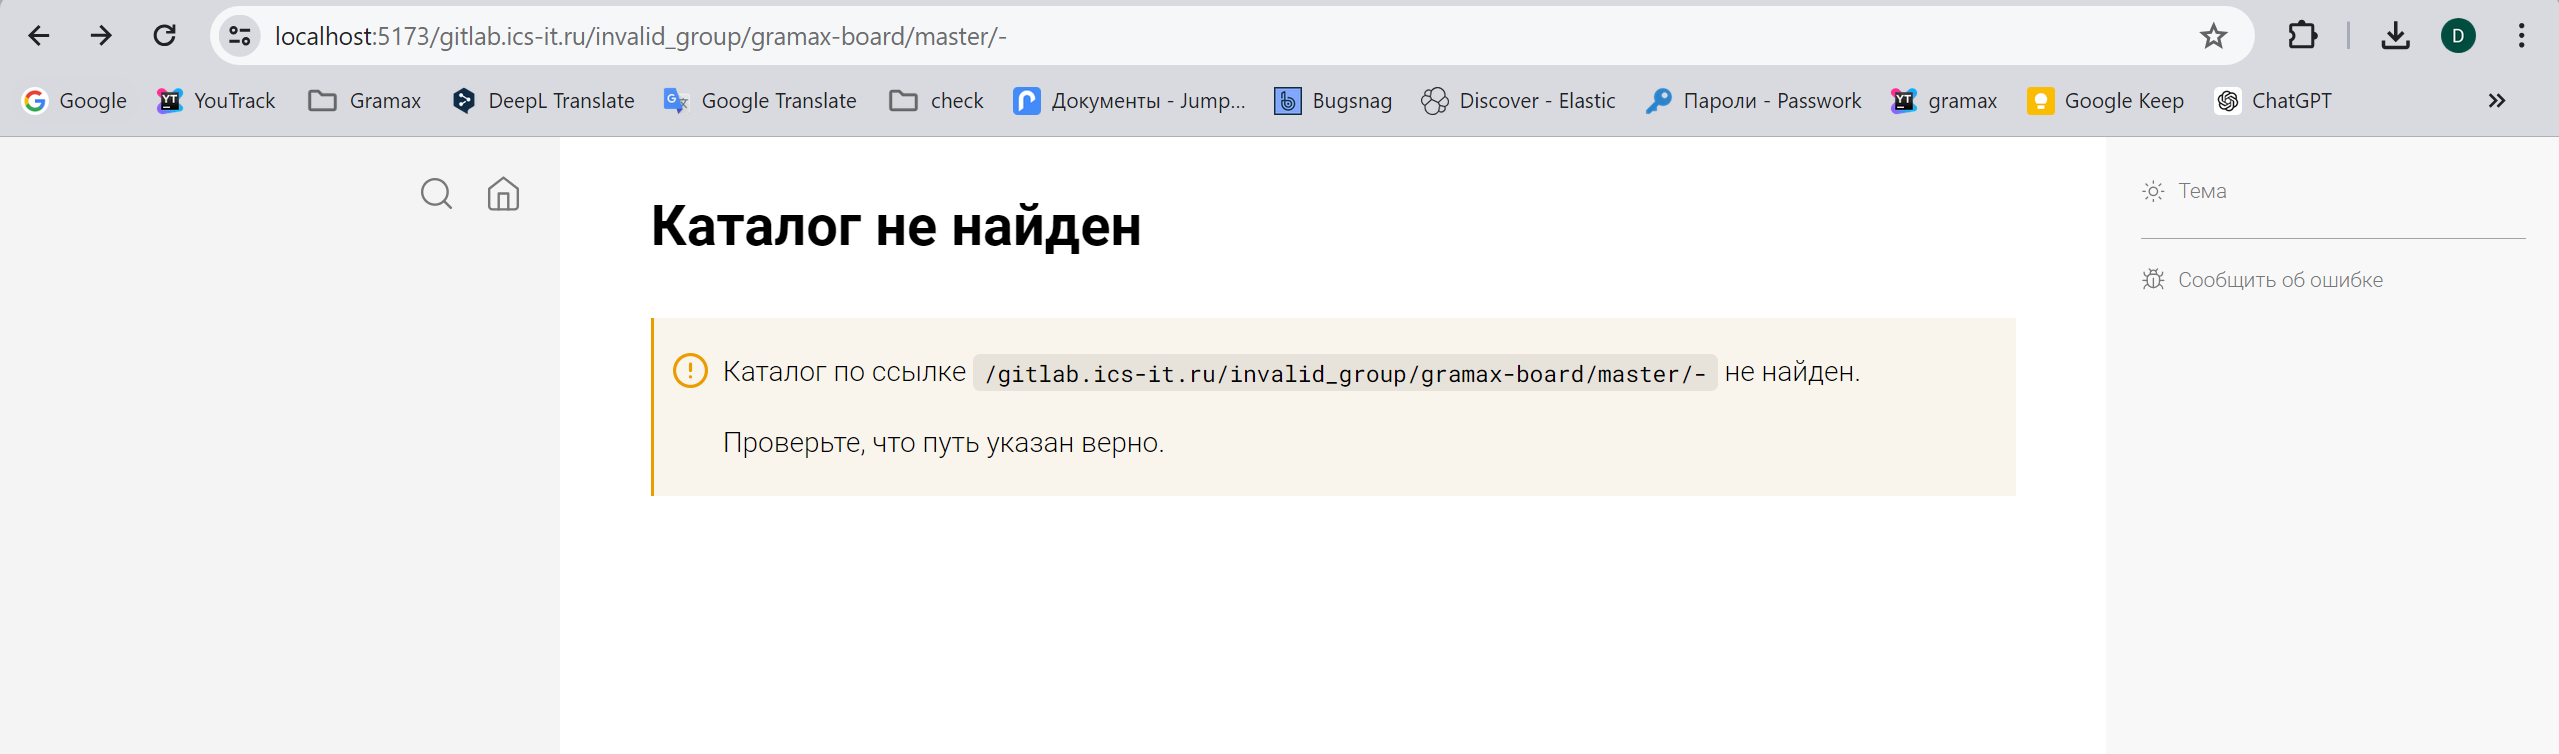 localhost:5173/gitlab.ics-it.ru/invalid_group/gramax-board/master/-
D
Google YouTrack Gramax DeepL Translate Google Translate check Документы - Jump... Bugsnag Discover - Elastic Пароли - Passwork gramax Google Keep ChatGPT
Каталог не найден
Тема
Сообщить об ошибке
Каталог по ссылке /gitlab.ics-it.ru/invalid_group/gramax-board/master/- не найден.
Проверьте, что путь указан верно.